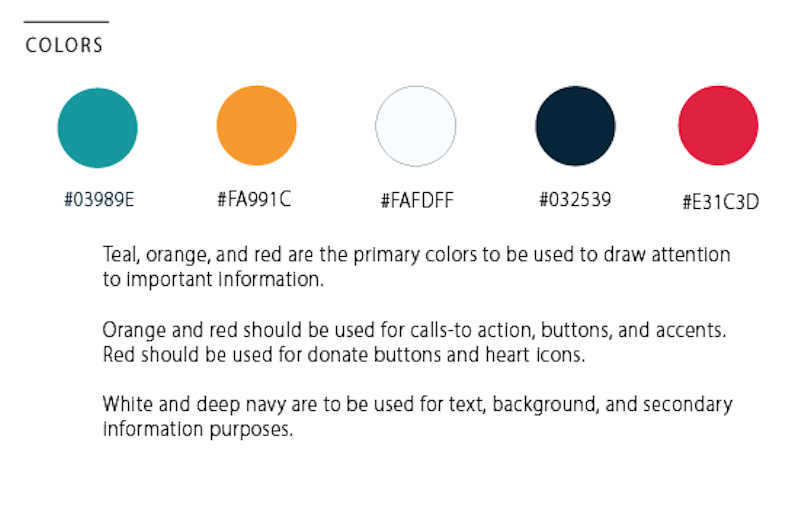 COLORS
#03989E
#FA991C
#FAFDFF
#032539
#E31C3D
Teal, orange, and red are the primary colors to be used to draw attention
to important information.
Orange and red should be used for calls-to action, buttons, and accents.
Red should be used for donate buttons and heart icons.
White and deep navy are to be used for text, background, and secondary
information purposes.